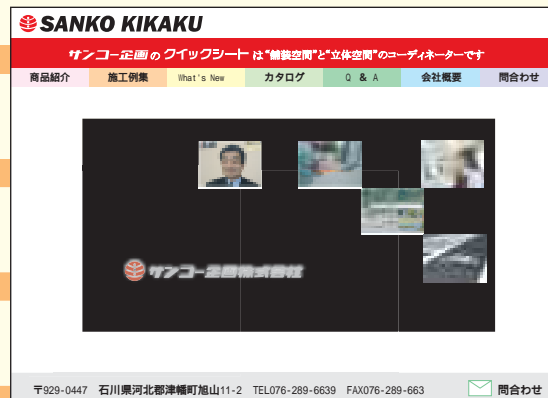 SANKO KIKAKU
サンコー企画のクイックシートは"舗装空間"と"立体空間"のコーディネーターです
商品紹介 施工例集 What's New カタログ Q & A 会社概要 問合わせ
サンコー企画株式会社
〒929-0447 石川県河北郡津幡町旭山11-2 TEL076-289-6639 FAX076-289-663 問合わせ